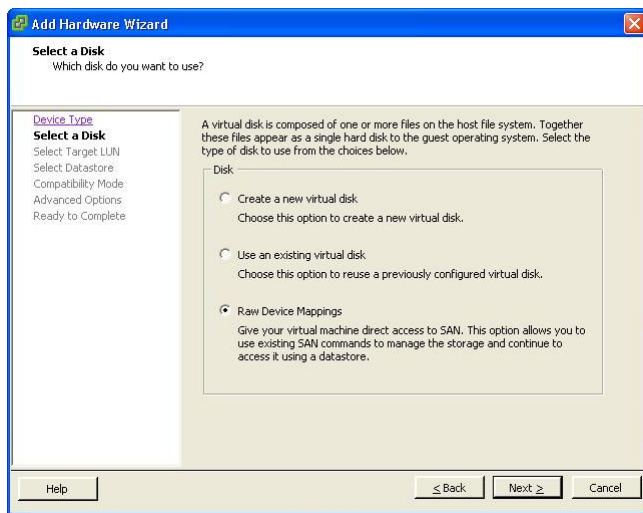 Add Hardware Wizard
Select a Disk
Which disk do you want to use?
Device Type
Select a Disk
Select Target LUN
Select Datastore
Compatibility Mode
Advanced Options
Ready to Complete
A virtual disk is composed of one or more files on the host file system. Together
these files appear as a single hard disk to the guest operating system. Select the
type of disk to use from the choices below.
Disk
Create a new virtual disk
Choose this option to create a new virtual disk.
Use an existing virtual disk
Choose this option to reuse a previously configured virtual disk.
Raw Device Mappings
Give your virtual machine direct access to SAN. This option allows you to
use existing SAN commands to manage the storage and continue to
access it using a datastore.
Help
< Back
Next >
Cancel